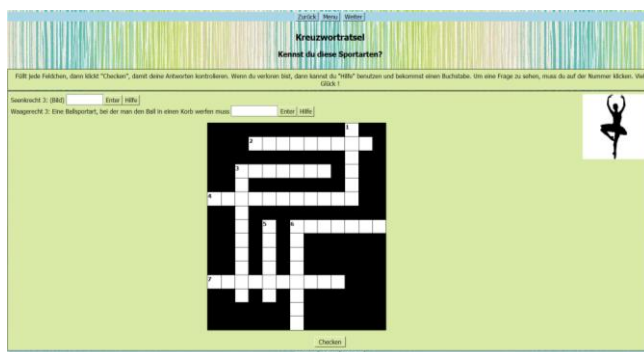 Zurück Menu Weiter
Kreuzwortratsel
Kennst du diese Sportarten?
Füllt jede Feldchen, dann klickt "Checken", damit deine Antworten kontrolieren. Wenn du verloren bist, dann kannst du "Hilfe" benutzen und bekommst einen Buchstabe. Um eine Frage zu sehen, muss du auf der Nummer klicken. Viel
Glück !
Seenkracht 3: (Bild) Enter Hilfe
Waagerecht 3: Eine Ballsportart, bei der man den Ball in einem Korb werfen muss Enter Hilfe
1
2
3
4
5 6
7
Checken